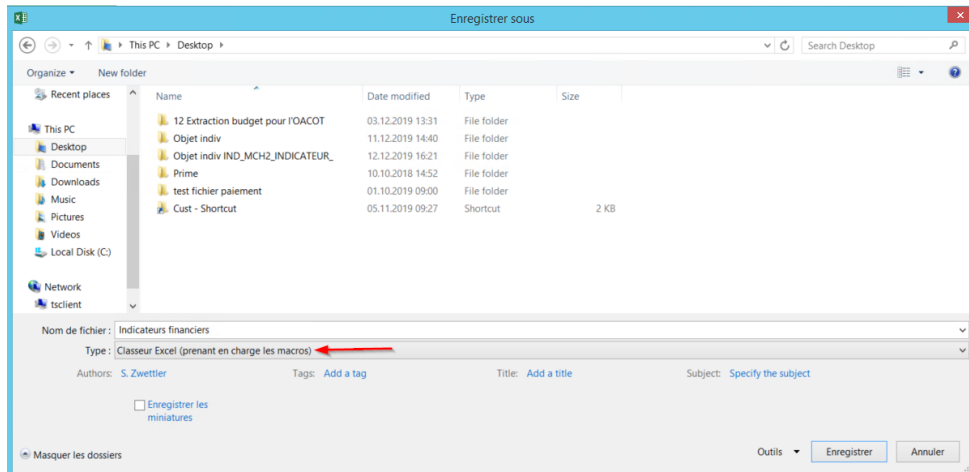 Enregistrer sous
This PC Desktop
Search Desktop
Organize New folder
Recent places
This PC
Desktop
Documents
Downloads
Music
Pictures
Videos
Local Disk (C:)
Network
tsclient
Name Date modified Type Size
12 Extraction budget pour l'OACOT 03.12.2019 13:31 File folder
Objet indiv 11.12.2019 14:40 File folder
Objet indiv IND_MCH2_INDICATEUR_ 12.12.2019 16:21 File folder
Prime 10.10.2018 14:52 File folder
test fichier paiement 01.10.2019 09:00 File folder
Cust - Shortcut 05.11.2019 09:27 Shortcut 2 KB
Nom de fichier : Indicateurs financiers
Type : Classeur Excel (prenant en charge les macros)
Authors: S. Zwettler Tags: Add a tag Title: Add a title Subject: Specify the subject
Enregistrer les
miniatures
Masquer les dossiers
Outils Enregistrer Annuler